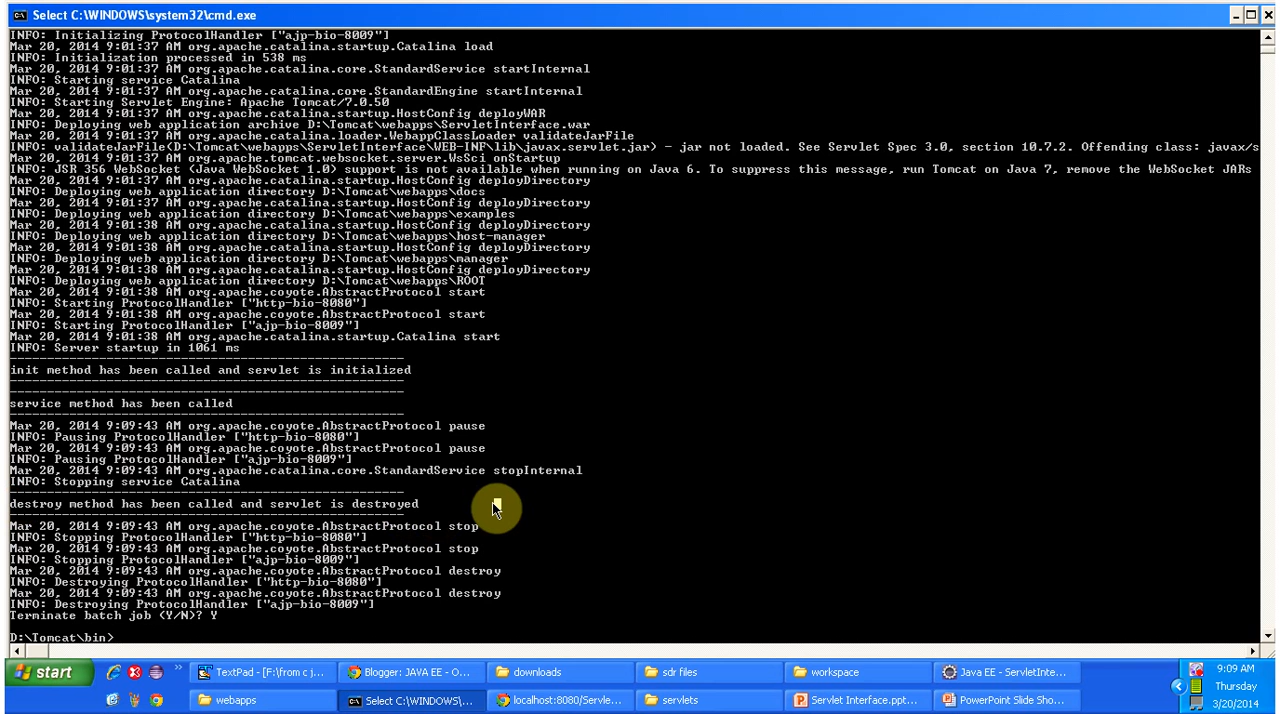 Select C:\WINDOWS\system32\cmd.exe
INFO: Initializing ProtocolHandler ["ajp-bio-8009"]
Mar 20, 2014 9:01:37 AM org.apache.catalina.startup.Catalina load
INFO: Initialization processed in 538 ms
Mar 20, 2014 9:01:37 AM org.apache.catalina.core.StandardService startInternal
INFO: Starting service Catalina
Mar 20, 2014 9:01:37 AM org.apache.catalina.core.StandardEngine startInternal
INFO: Starting Servlet Engine: Apache Tomcat/7.0.50
Mar 20, 2014 9:01:37 AM org.apache.catalina.startup.HostConfig deployWAR
INFO: Deploying web application archive D:\Tomcat\webapps\ServletInterface.war
Mar 20, 2014 9:01:37 AM org.apache.catalina.loader.WebappClassLoader validateJarFile
INFO: validateJarFile(D:\Tomcat\webapps\ServletInterface\WEB-INF\lib\javax.servlet.jar) - jar not loaded. See Servlet Spec 3.0, section 10.7.2. Offending class: javax/s
Mar 20, 2014 9:01:37 AM org.apache.tomcat.websocket.server.WsSci onStartup
INFO: JSR 356 WebSocket (Java WebSocket 1.0) support is not available when running on Java 6. To suppress this message, run Tomcat on Java 7, remove the WebSocket JARs
Mar 20, 2014 9:01:37 AM org.apache.catalina.startup.HostConfig deployDirectory
INFO: Deploying web application directory D:\Tomcat\webapps\docs
Mar 20, 2014 9:01:37 AM org.apache.catalina.startup.HostConfig deployDirectory
INFO: Deploying web application directory D:\Tomcat\webapps\examples
Mar 20, 2014 9:01:38 AM org.apache.catalina.startup.HostConfig deployDirectory
INFO: Deploying web application directory D:\Tomcat\webapps\host-manager
Mar 20, 2014 9:01:38 AM org.apache.catalina.startup.HostConfig deployDirectory
INFO: Deploying web application directory D:\Tomcat\webapps\manager
Mar 20, 2014 9:01:38 AM org.apache.catalina.startup.HostConfig deployDirectory
INFO: Deploying web application directory D:\Tomcat\webapps\ROOT
Mar 20, 2014 9:01:38 AM org.apache.coyote.AbstractProtocol start
INFO: Starting ProtocolHandler ["http-bio-8080"]
Mar 20, 2014 9:01:38 AM org.apache.coyote.AbstractProtocol start
INFO: Starting ProtocolHandler ["ajp-bio-8009"]
Mar 20, 2014 9:01:38 AM org.apache.catalina.startup.Catalina start
INFO: Server startup in 1061 ms
-----------------------------------------------------
init method has been called and servlet is initialized
-----------------------------------------------------
-----------------------------------------------------
service method has been called
-----------------------------------------------------
Mar 20, 2014 9:09:43 AM org.apache.coyote.AbstractProtocol pause
INFO: Pausing ProtocolHandler ["http-bio-8080"]
Mar 20, 2014 9:09:43 AM org.apache.coyote.AbstractProtocol pause
INFO: Pausing ProtocolHandler ["ajp-bio-8009"]
Mar 20, 2014 9:09:43 AM org.apache.catalina.core.StandardService stopInternal
INFO: Stopping service Catalina
-----------------------------------------------------
destroy method has been called and servlet is destroyed
-----------------------------------------------------
Mar 20, 2014 9:09:43 AM org.apache.coyote.AbstractProtocol stop
INFO: Stopping ProtocolHandler ["http-bio-8080"]
Mar 20, 2014 9:09:43 AM org.apache.coyote.AbstractProtocol stop
INFO: Stopping ProtocolHandler ["ajp-bio-8009"]
Mar 20, 2014 9:09:43 AM org.apache.coyote.AbstractProtocol destroy
INFO: Destroying ProtocolHandler ["http-bio-8080"]
Mar 20, 2014 9:09:43 AM org.apache.coyote.AbstractProtocol destroy
INFO: Destroying ProtocolHandler ["ajp-bio-8009"]
Terminate batch job (Y/N)? Y
D:\Tomcat\bin>
start
TextPad - [F:\from c j...
Blogger: JAVA EE - O...
downloads
sdr files
workspace
Java EE - ServletInte...
9:09 AM
webapps
Select C:\WINDOWS\...
localhost:8080/Servle...
servlets
Servlet Interface.ppt...
PowerPoint Slide Sho...
Thursday
3/20/2014